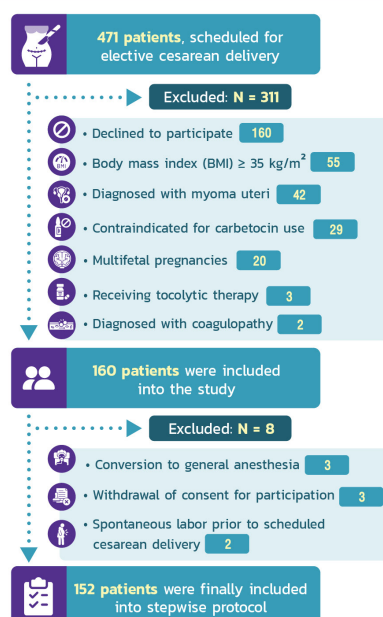 471 patients, scheduled for
elective cesarean delivery
Excluded: N = 311
• Declined to participate 160
BMI
• Body mass index (BMI) ≥ 35 kg/m² 55
• Diagnosed with myoma uteri 42
• Contraindicated for carbetocin use 29
• Multifetal pregnancies 20
• Receiving tocolytic therapy 3
• Diagnosed with coagulopathy 2
160 patients were included
into the study
Excluded: N = 8
• Conversion to general anesthesia 3
• Withdrawal of consent for participation 3
• Spontaneous labor prior to scheduled
cesarean delivery 2
152 patients were finally included
into stepwise protocol